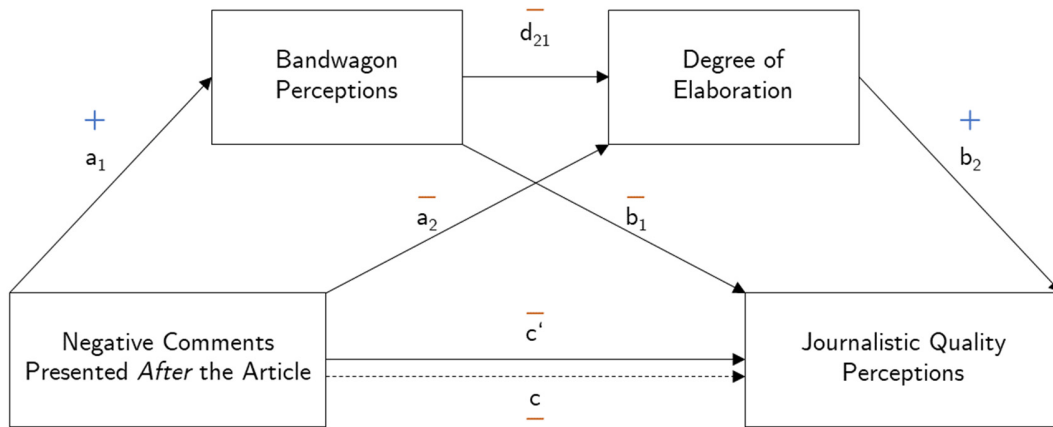 −
d21
Bandwagon
Perceptions
Degree of
Elaboration
+
a1
+
b2
−
a2
−
b1
Negative Comments
Presented After the Article
−
c‘
c
−
Journalistic Quality
Perceptions